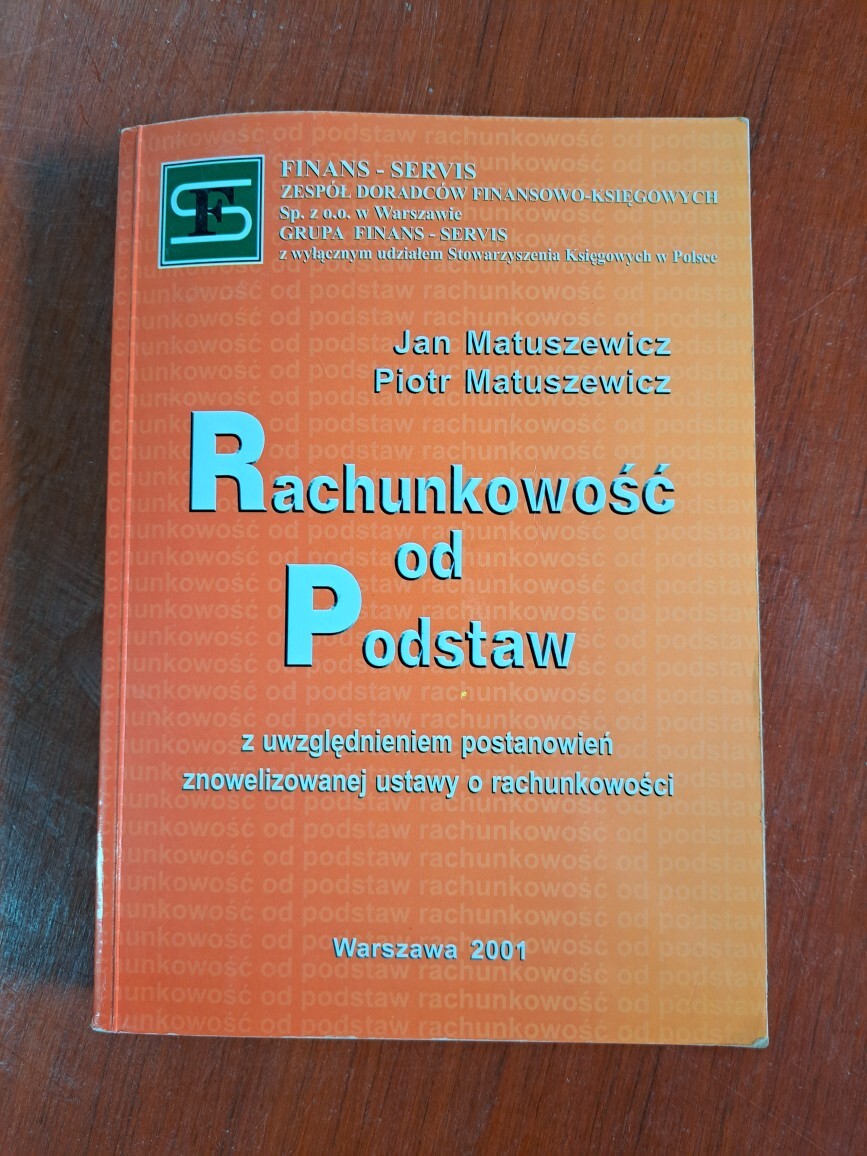 FS
FINANS - SERVIS
ZESPÓŁ DORADCÓW FINANSOWO-KSIĘGOWYCH
Sp. z o.o. w Warszawie
GRUPA FINANS - SERVIS
z wyłącznym udziałem Stowarzyszenia Księgowych w Polsce
Jan Matuszewicz
Piotr Matuszewicz
Rachunkowość
od
Podstaw
z uwzględnieniem postanowień
znowelizowanej ustawy o rachunkowości
Warszawa 2001